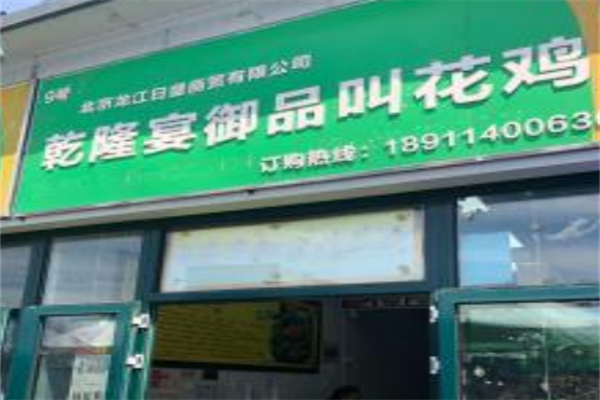 9号 北京龙江日盛商贸有限公司
乾隆宴御品叫花鸡
订购热线：1891140063